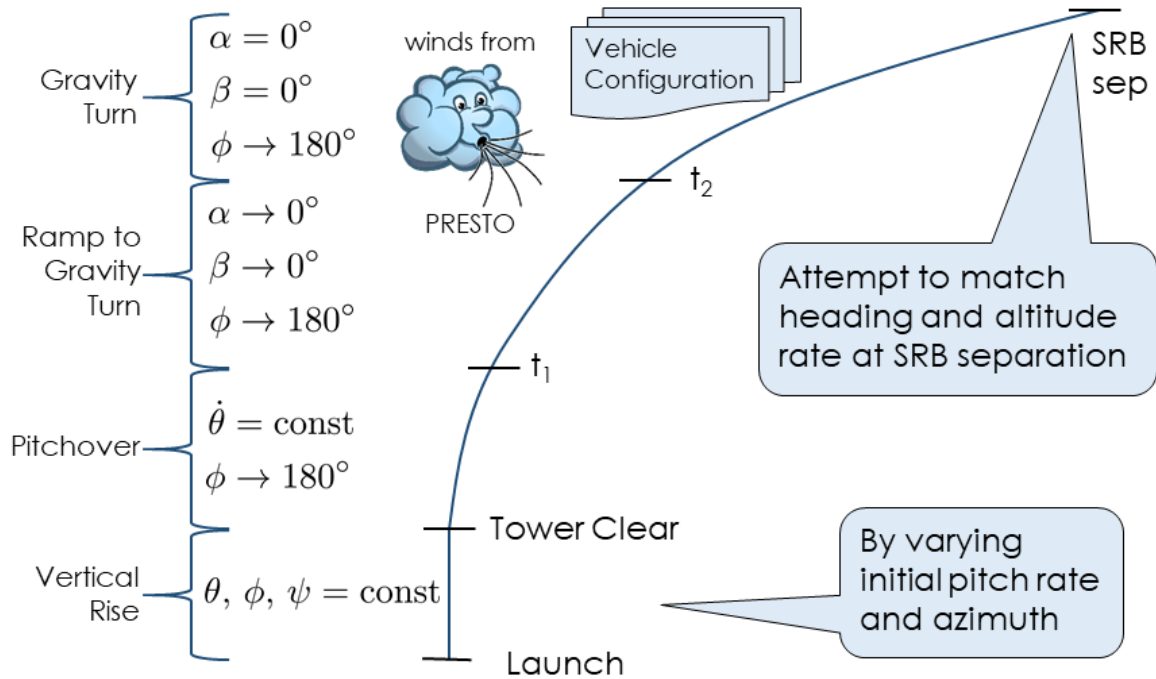 Gravity
Turn
α = 0°
β = 0°
ϕ → 180°
Ramp to
Gravity
Turn
α → 0°
β → 0°
ϕ → 180°
Pitchover
θ̇ = const
ϕ → 180°
Vertical
Rise
θ, ϕ, ψ = const
winds from
PRESTO
Vehicle
Configuration
SRB
sep
t₂
Attempt to match
heading and altitude
rate at SRB separation
t₁
Tower Clear
By varying
initial pitch rate
and azimuth
Launch